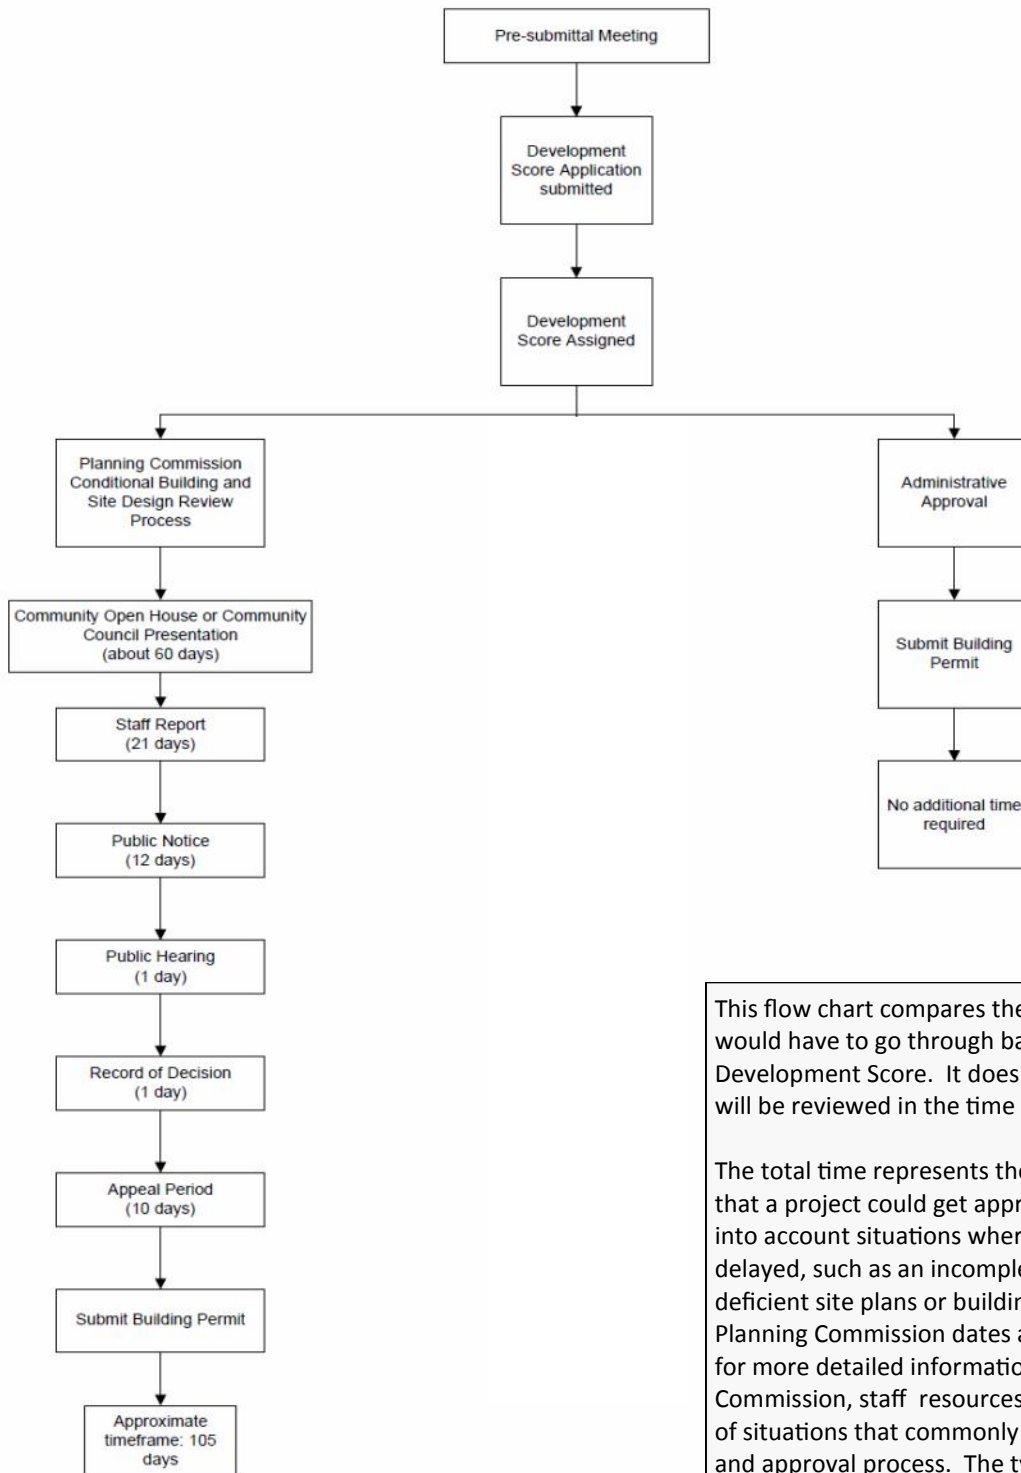 Pre-submittal Meeting
Development
Score Application
submitted
Development
Score Assigned
Planning Commission
Conditional Building and
Site Design Review
Process
Community Open House or Community
Council Presentation
(about 60 days)
Staff Report
(21 days)
Public Notice
(12 days)
Public Hearing
(1 day)
Record of Decision
(1 day)
Appeal Period
(10 days)
Submit Building Permit
Approximate
timeframe: 105
days
Administrative
Approval
Submit Building
Permit
No additional time
required
This flow chart compares the
would have to go through ba
Development Score. It does
will be reviewed in the time
The total time represents the
that a project could get appr
into account situations wher
delayed, such as an incomple
deficient site plans or buildin
Planning Commission dates a
for more detailed informatio
Commission, staff resources
of situations that commonly
and approval process. The ty